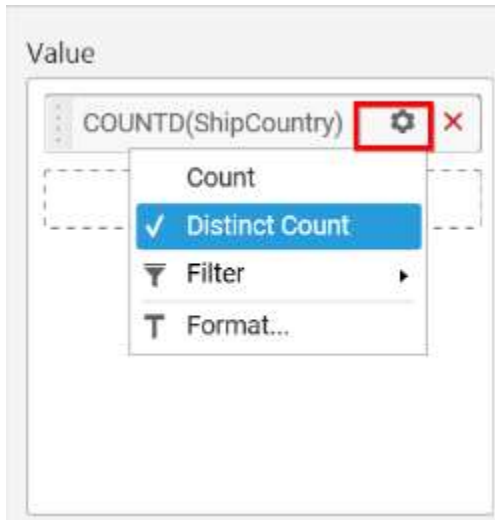 Value
COUNTD(ShipCountry)
Count
Distinct Count
Filter
Format...